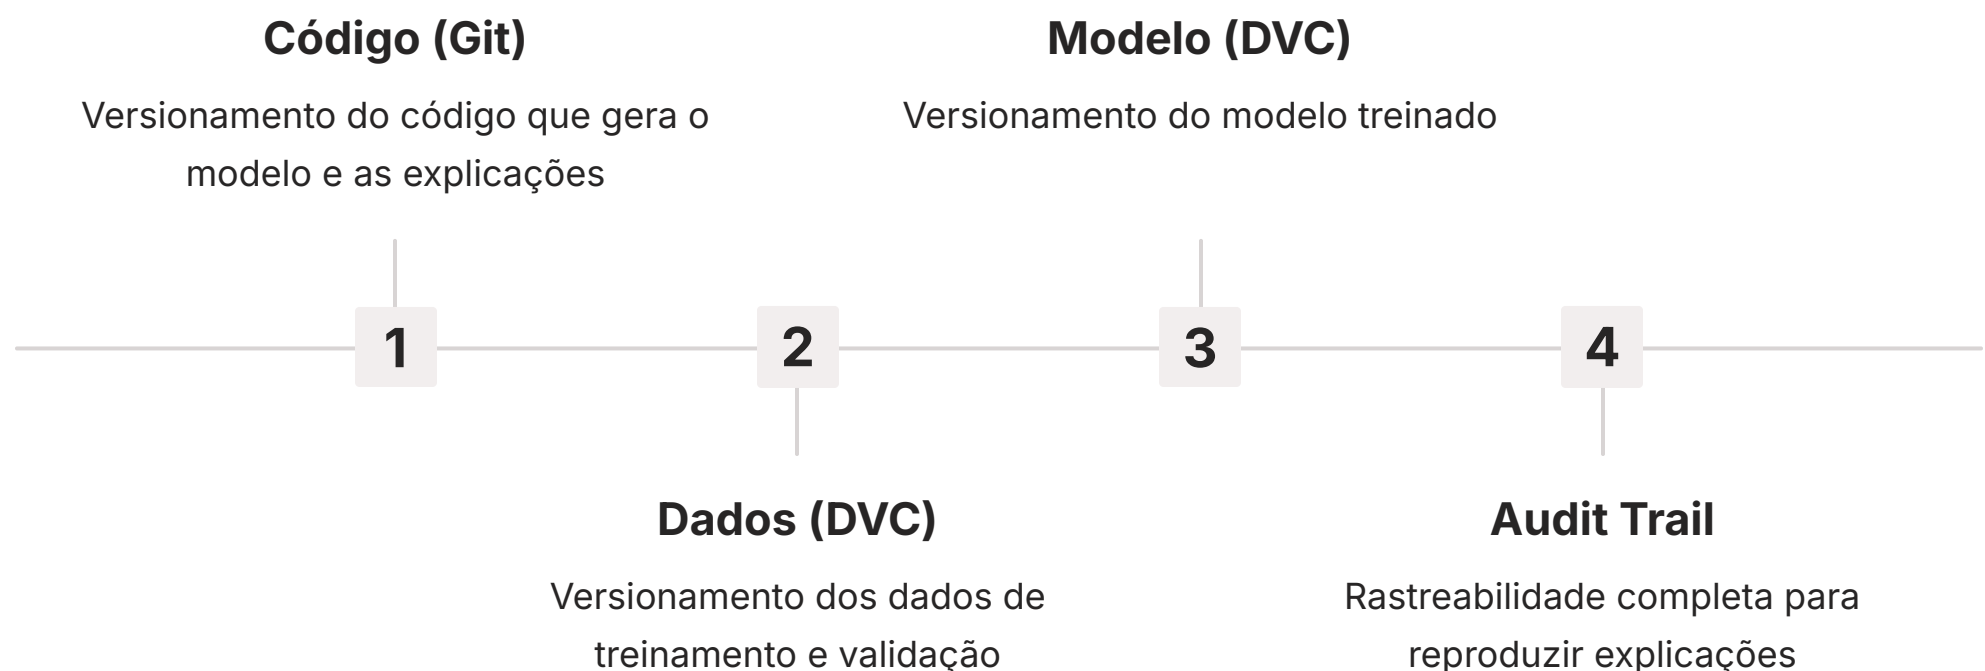 Código (Git)
Versionamento do código que gera o
modelo e as explicações
Modelo (DVC)
Versionamento do modelo treinado
1
2
3
4
Dados (DVC)
Versionamento dos dados de
treinamento e validação
Audit Trail
Rastreabilidade completa para
reproduzir explicações